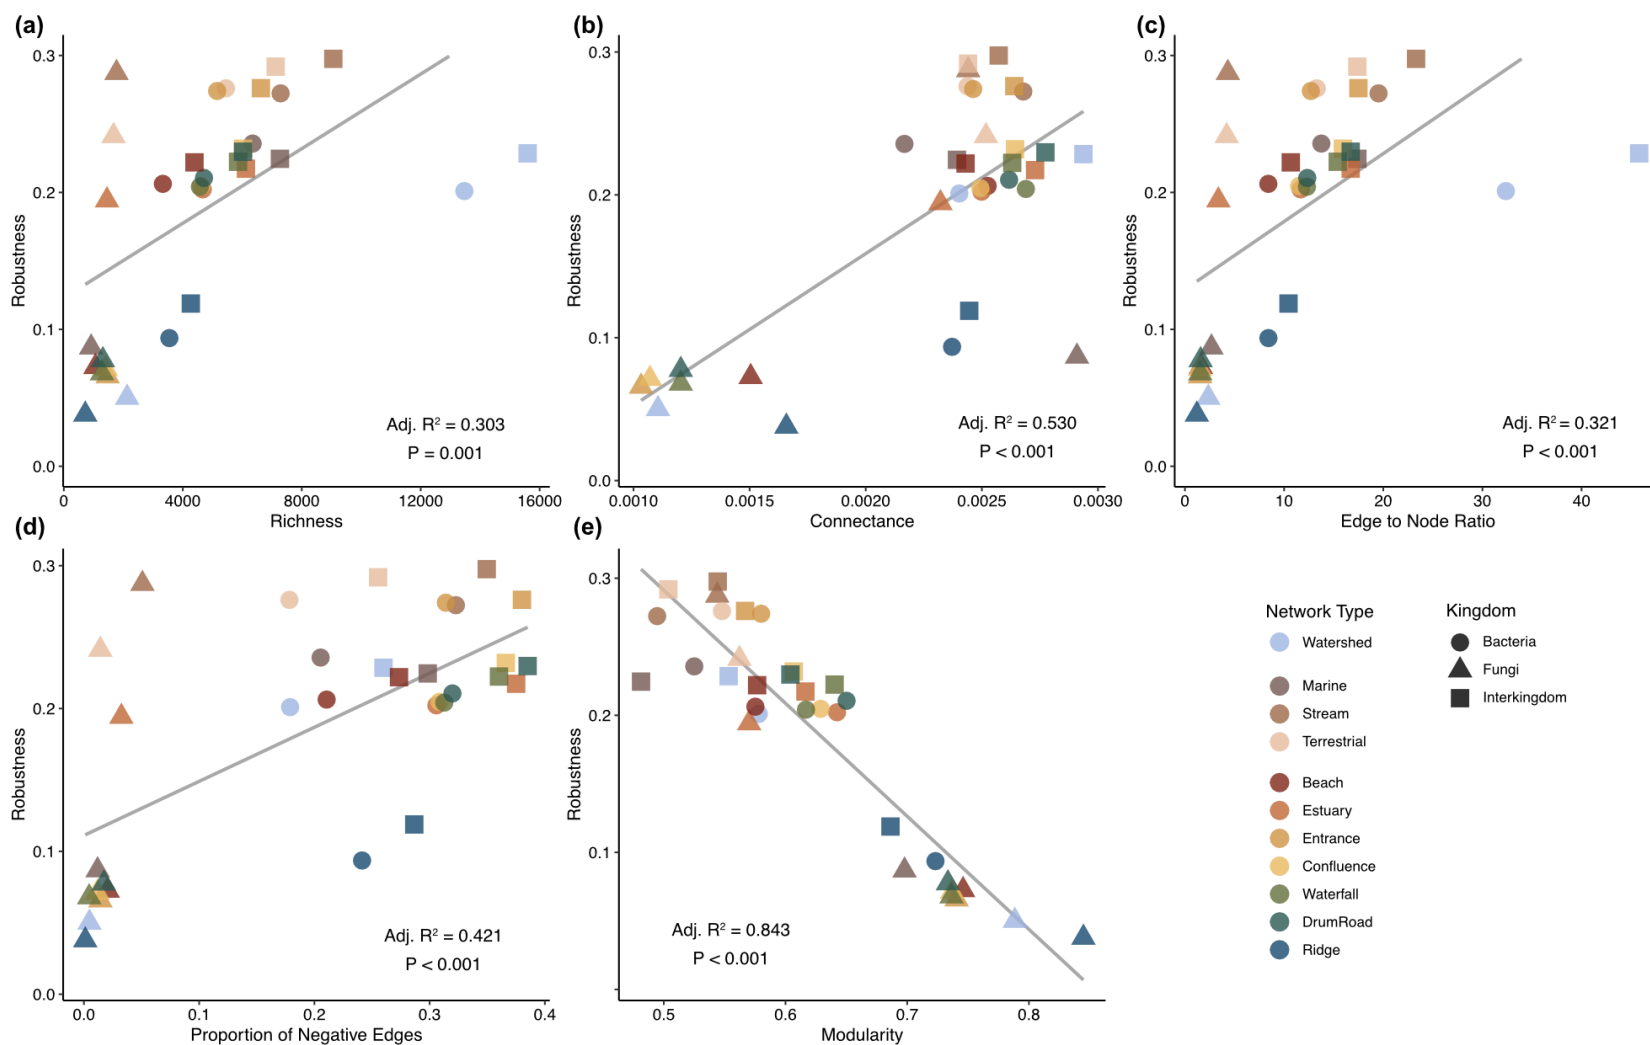 (a)
0.3
0.2
0.1
0.0
Robustness
Adj. R² = 0.303
P = 0.001
0
4000
8000
12000
16000
Richness
(b)
0.3
0.2
0.1
0.0
Robustness
Adj. R² = 0.530
P < 0.001
0.0010
0.0015
0.0020
0.0025
0.0030
Connectance
(c)
0.3
0.2
0.1
0.0
Robustness
Adj. R² = 0.321
P < 0.001
0
10
20
30
40
Edge to Node Ratio
(d)
0.3
0.2
0.1
0.0
Robustness
Adj. R² = 0.421
P < 0.001
0.0
0.1
0.2
0.3
0.4
Proportion of Negative Edges
(e)
0.3
0.2
0.1
Robustness
Adj. R² = 0.843
P < 0.001
0.5
0.6
0.7
0.8
Modularity
Network Type
Watershed
Marine
Stream
Terrestrial
Beach
Estuary
Entrance
Confluence
Waterfall
DrumRoad
Ridge
Kingdom
Bacteria
Fungi
Interkingdom